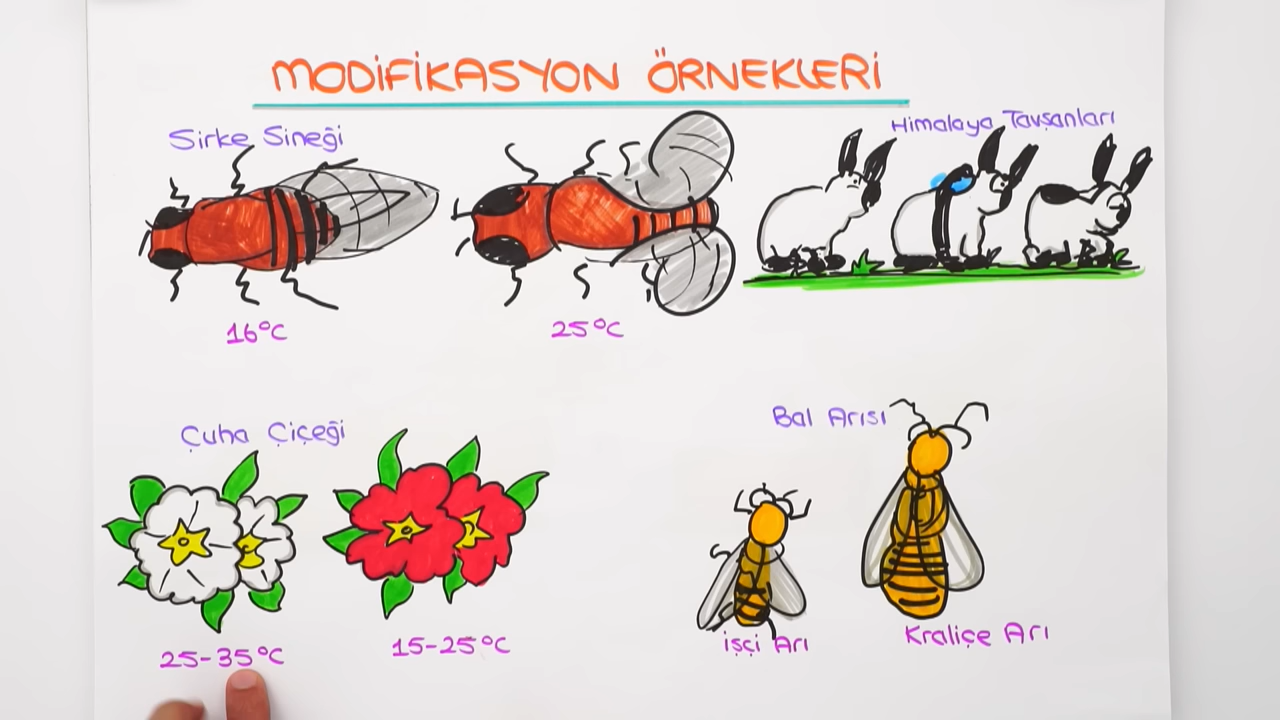 MODİFİKASYON ÖRNEKLERİ
Sirke Sineği
Himalaya Tavşanları
16°C
25°C
Çuha Çiçeği
Bal Arısı
25-35°C
15-25°C
İşçi Arı
Kraliçe Arı